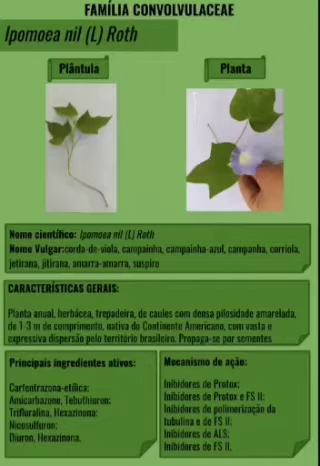 FAMÍLIA CONVOLVULACEAE
Ipomoea nil (L) Roth
Plântula
Planta
Nome científico: Ipomoea nil (L) Roth
Nome Vulgar:corda-de-viola, campainha, campainha-azul, campanha, corriola,
jetirana, jitirana, amarra-amarra, suspiro
CARACTERÍSTICAS GERAIS:
Planta anual, herbácea, trepadeira, de caules com densa pilosidade amarelada,
de 1-3 m de comprimento, nativa do Continente Americano, com vasta e
expressiva dispersão pelo território brasileiro. Propaga-se por sementes
Principais ingredientes ativos:
Carfentrazona-etílica;
Amicarbazone, Tebuthiuron;
Trifluralina, Hexazinona;
Nicosulfuron;
Diuron, Hexazinona.
Mecanismo de ação:
Inibidores de Protox;
Inibidores de Protox e FS II;
Inibidores de polimerização da
tubulina e de FS II;
Inibidores de ALS;
Inibidores de FS II.